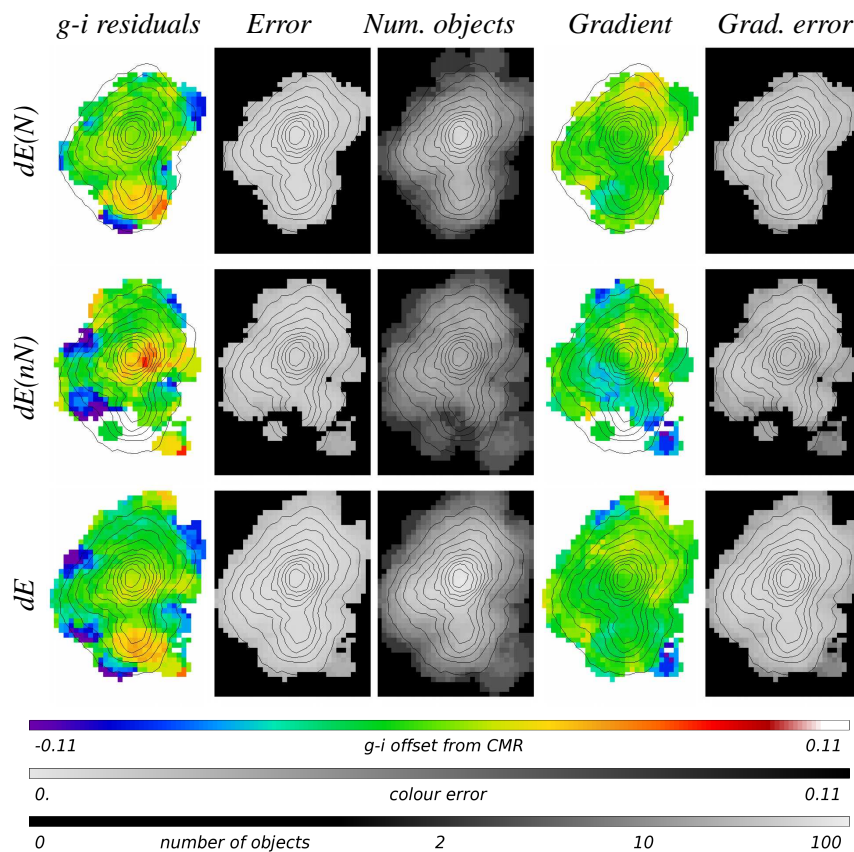 g-i residuals Error Num. objects Gradient Grad. error
dE(N)
dE(nN)
dE
-0.11 g-i offset from CMR 0.11
0. colour error 0.11
0 number of objects 2 10 100